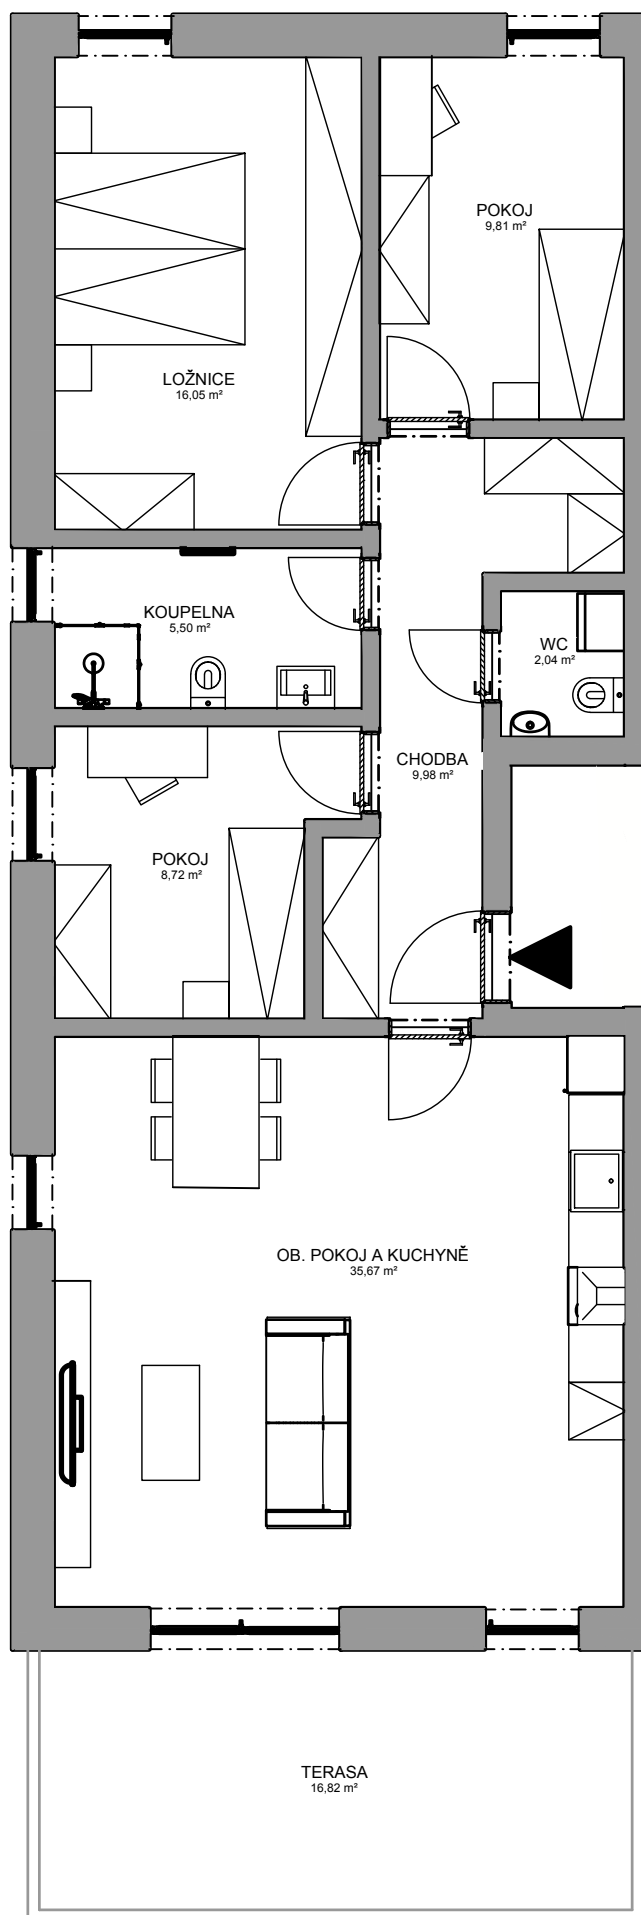 POKOJ
9,81 m²
LOŽNICE
16,05 m²
KOUPELNA
5,50 m²
WC
2,04 m²
CHODBA
9,98 m²
POKOJ
8,72 m²
OB. POKOJ A KUCHYNĚ
35,67 m²
TERASA
16,82 m²